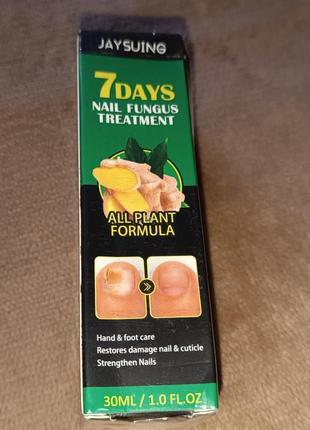 JAYSUING
7DAYS
NAIL FUNGUS
TREATMENT
ALL PLANT
FORMULA
Hand & foot care
Restores damage nail & cuticle
Strengthen Nails
30ML / 1.0 FL.OZ